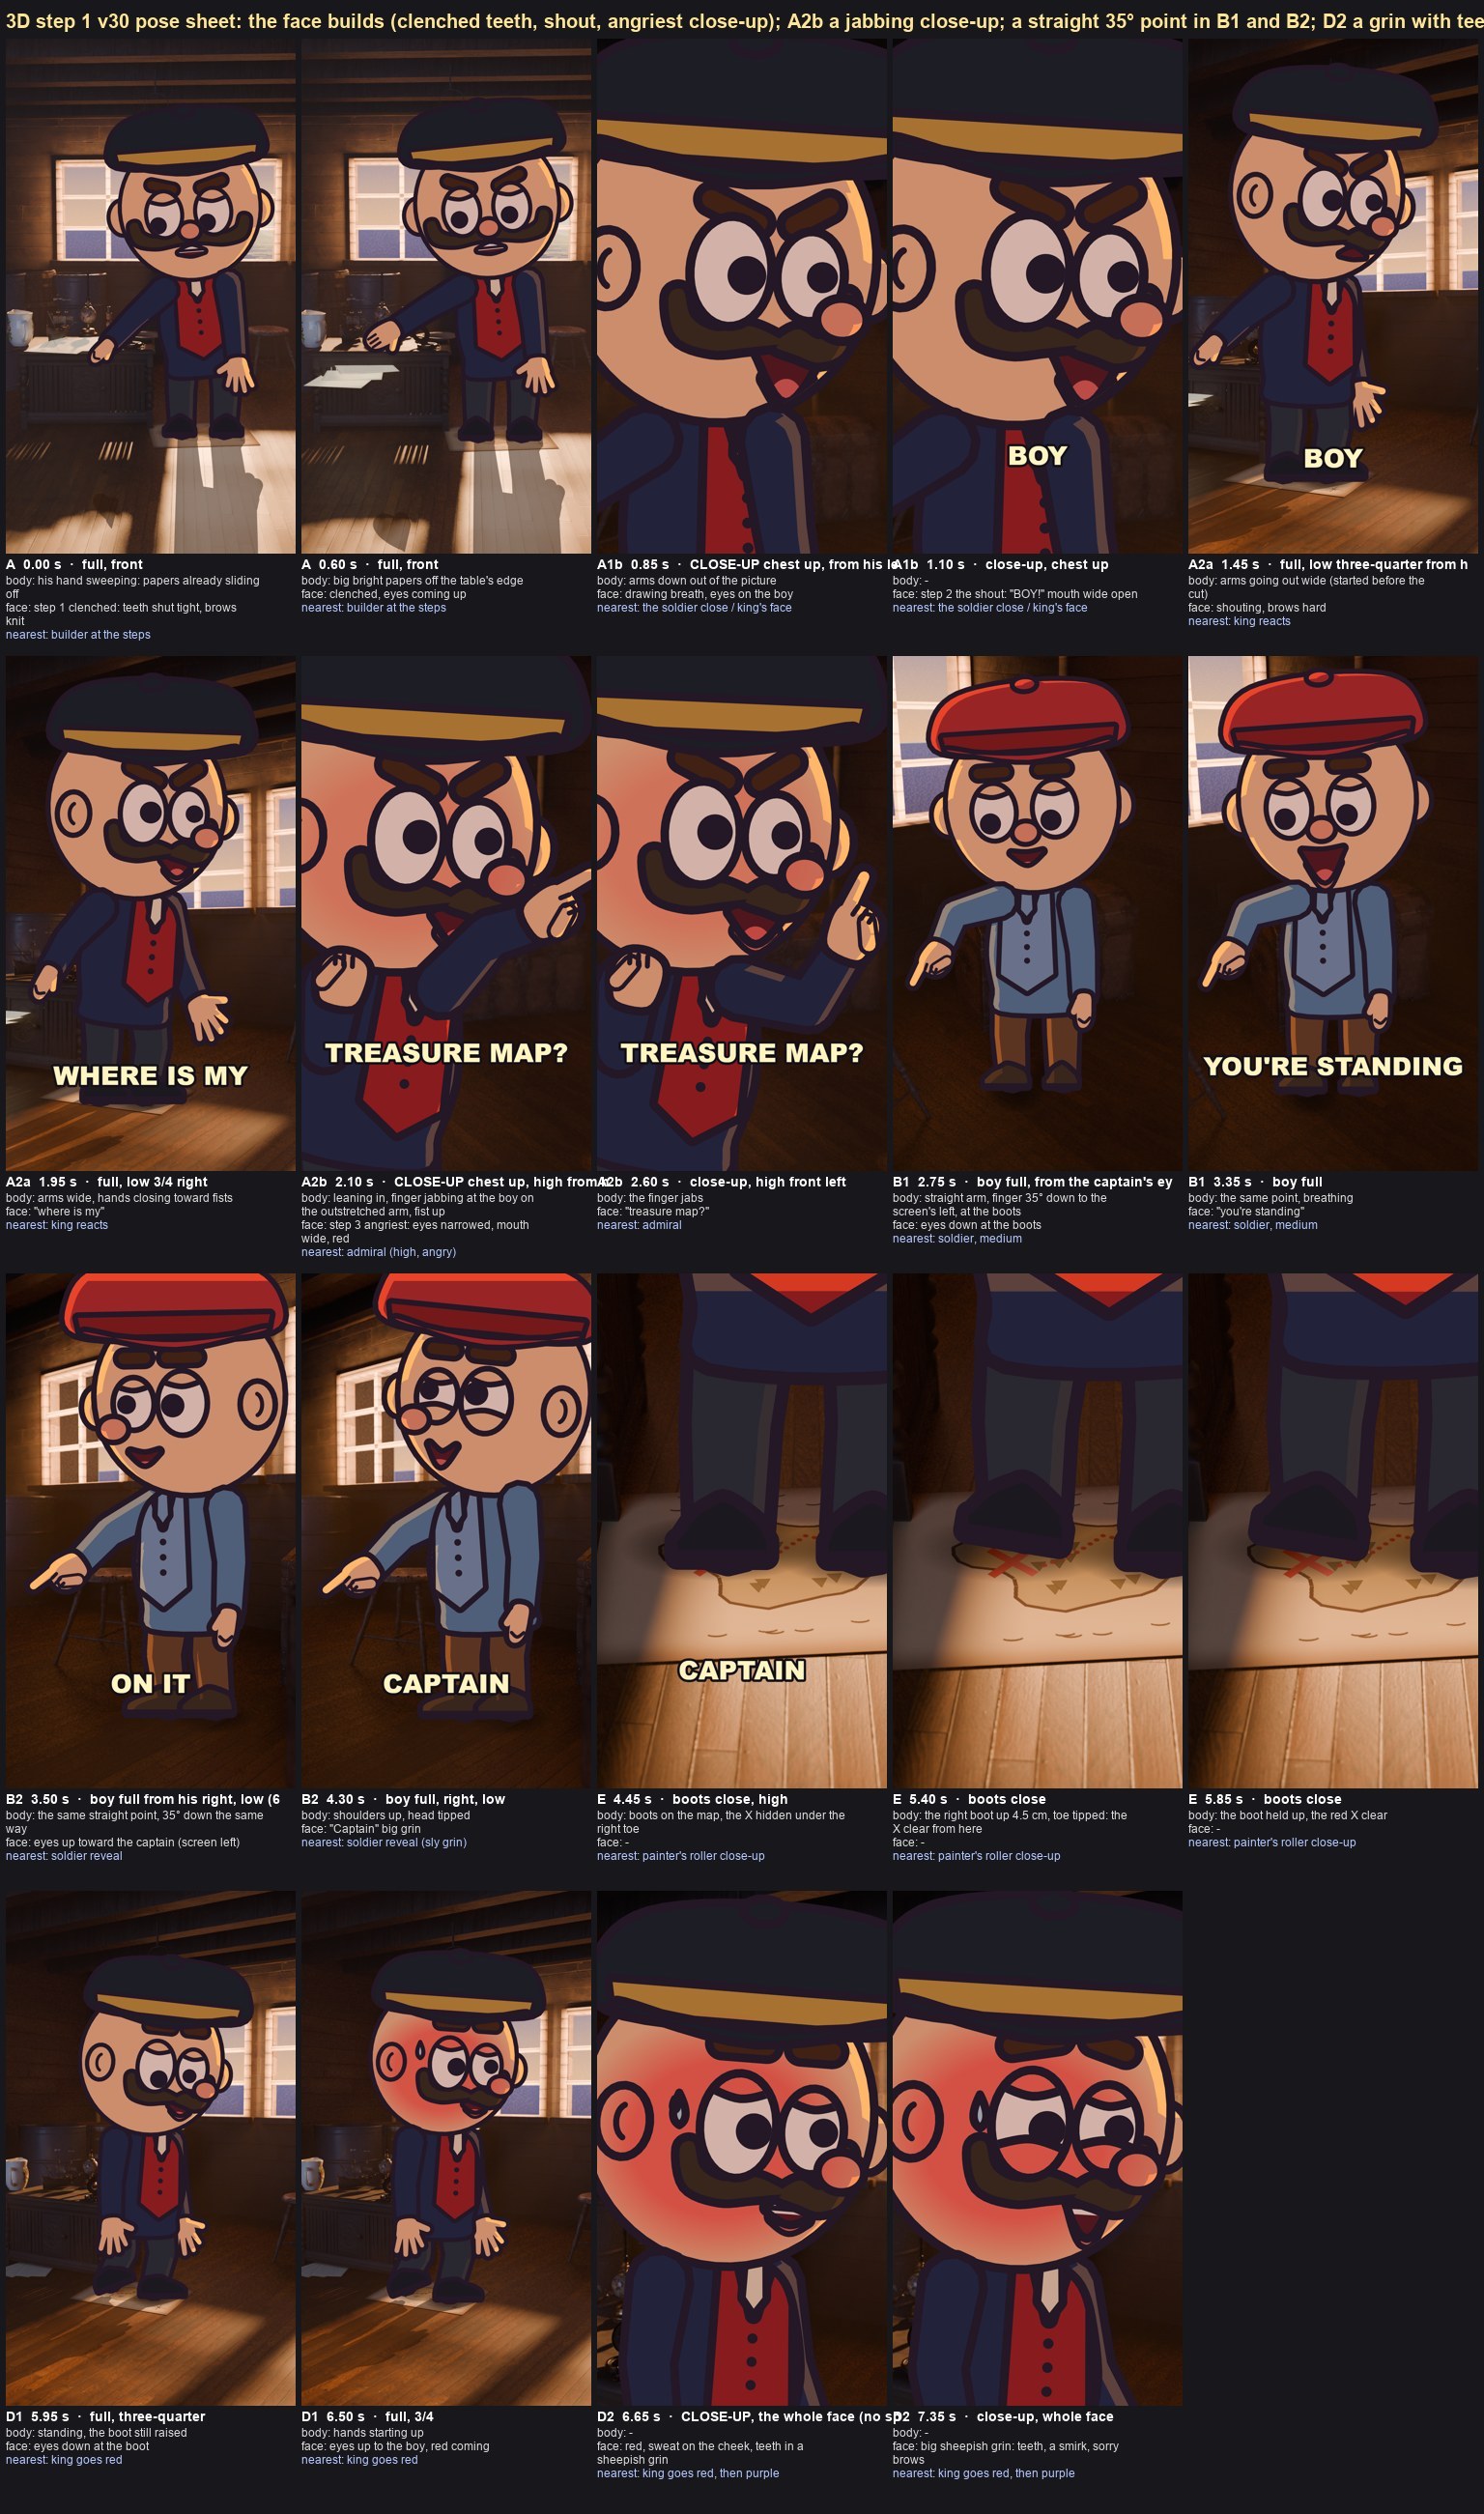 3D step 1 v30 pose sheet: the face builds (clenched teeth, shout, angriest close-up); A2b a jabbing close-up; a straight 35° point in B1 and B2; D2 a grin with tee
BOY
BOY
A 0.00 s · full, front
body: his hand sweeping: papers already sliding
off
face: step 1 clenched: teeth shut tight, brows
knit
nearest: builder at the steps
A 0.60 s · full, front
body: big bright papers off the table's edge
face: clenched, eyes coming up
nearest: builder at the steps
A1b 0.85 s · CLOSE-UP chest up, from his le
body: arms down out of the picture
face: drawing breath, eyes on the boy
nearest: the soldier close / king's face
A1b 1.10 s · close-up, chest up
body: -
face: step 2 the shout: "BOY!" mouth wide open
nearest: the soldier close / king's face
A2a 1.45 s · full, low three-quarter from h
body: arms going out wide (started before the
cut)
face: shouting, brows hard
nearest: king reacts
WHERE IS MY
TREASURE MAP?
TREASURE MAP?
YOU'RE STANDING
A2a 1.95 s · full, low 3/4 right
body: arms wide, hands closing toward fists
face: "where is my"
nearest: king reacts
A2b 2.10 s · CLOSE-UP chest up, high from
body: leaning in, finger jabbing at the boy on
the outstretched arm, fist up
face: step 3 angriest: eyes narrowed, mouth
wide, red
nearest: admiral (high, angry)
A2b 2.60 s · close-up, high front left
body: the finger jabs
face: "treasure map?"
nearest: admiral
B1 2.75 s · boy full, from the captain's ey
body: straight arm, finger 35° down to the
screen's left, at the boots
face: eyes down at the boots
nearest: soldier, medium
B1 3.35 s · boy full
body: the same point, breathing
face: "you're standing"
nearest: soldier, medium
ON IT
CAPTAIN
CAPTAIN
B2 3.50 s · boy full from his right, low (6
body: the same straight point, 35° down the same
way
face: eyes up toward the captain (screen left)
nearest: soldier reveal
B2 4.30 s · boy full, right, low
body: shoulders up, head tipped
face: "Captain" big grin
nearest: soldier reveal (sly grin)
E 4.45 s · boots close, high
body: boots on the map, the X hidden under the
right toe
face: -
nearest: painter's roller close-up
E 5.40 s · boots close
body: the right boot up 4.5 cm, toe tipped: the
X clear from here
face: -
nearest: painter's roller close-up
E 5.85 s · boots close
body: the boot held up, the red X clear
face: -
nearest: painter's roller close-up
D1 5.95 s · full, three-quarter
body: standing, the boot still raised
face: eyes down at the boot
nearest: king goes red
D1 6.50 s · full, 3/4
body: hands starting up
face: eyes up to the boy, red coming
nearest: king goes red
D2 6.65 s · CLOSE-UP, the whole face (no s
body: -
face: red, sweat on the cheek, teeth in a
sheepish grin
nearest: king goes red, then purple
D2 7.35 s · close-up, whole face
body: -
face: big sheepish grin: teeth, a smirk, sorry
brows
nearest: king goes red, then purple